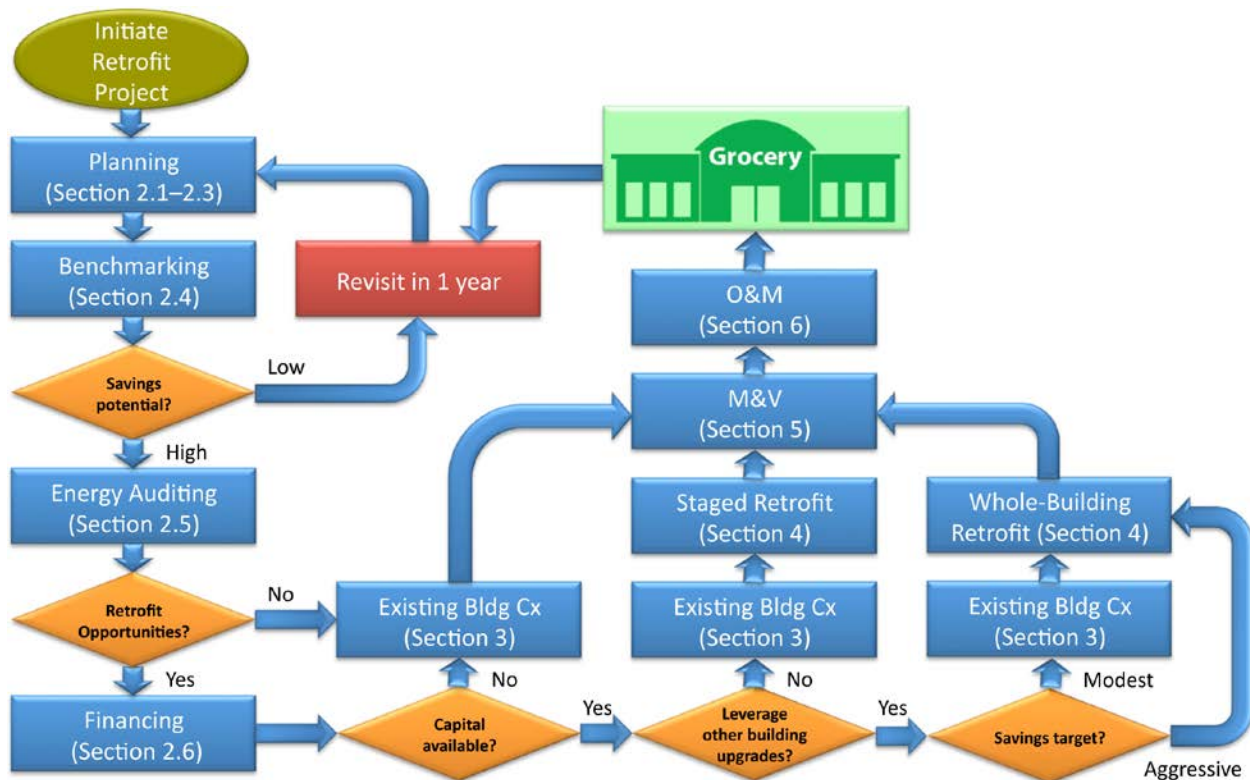 Initiate
Retrofit
Project
Planning
(Section 2.1–2.3)
Benchmarking
(Section 2.4)
Savings
potential?
Low
High
Energy Auditing
(Section 2.5)
Retrofit
Opportunities?
No
Yes
Financing
(Section 2.6)
Revisit in 1 year
Grocery
O&M
(Section 6)
M&V
(Section 5)
Staged Retrofit
(Section 4)
Whole-Building
Retrofit (Section 4)
Existing Bldg Cx
(Section 3)
Existing Bldg Cx
(Section 3)
Existing Bldg Cx
(Section 3)
No
No
Modest
Capital
available?
Yes
Leverage
other building
upgrades?
Yes
Savings target?
Aggressive